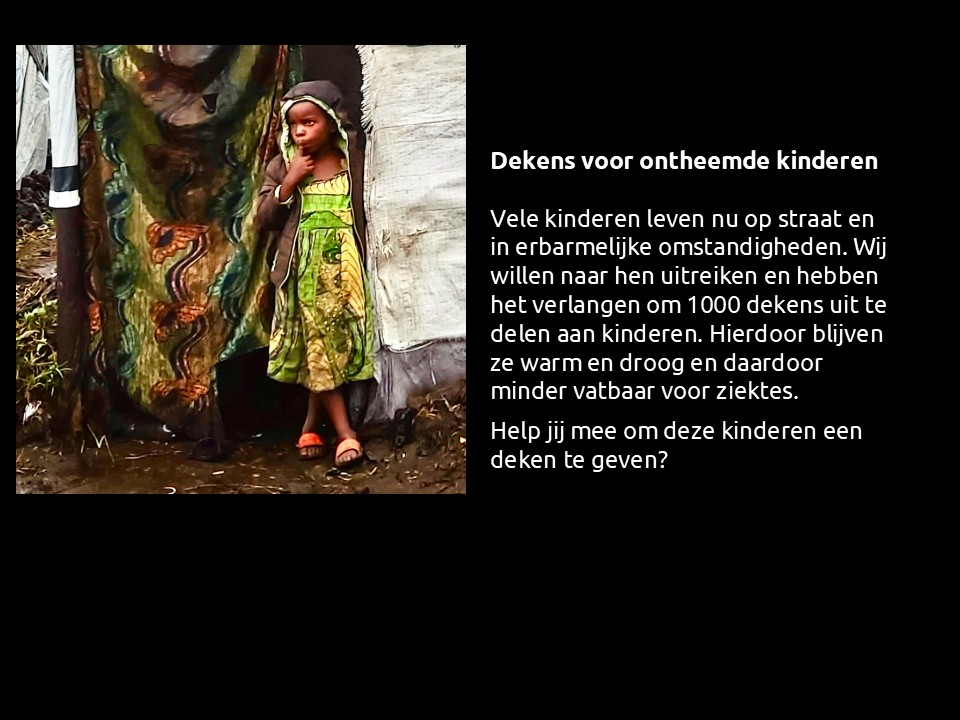 Dekens voor ontheemde kinderen
Vele kinderen leven nu op straat en
in erbarmelijke omstandigheden. Wij
willen naar hen uitreiken en hebben
het verlangen om 1000 dekens uit te
delen aan kinderen. Hierdoor blijven
ze warm en droog en daardoor
minder vatbaar voor ziektes.
Help jij mee om deze kinderen een
deken te geven?